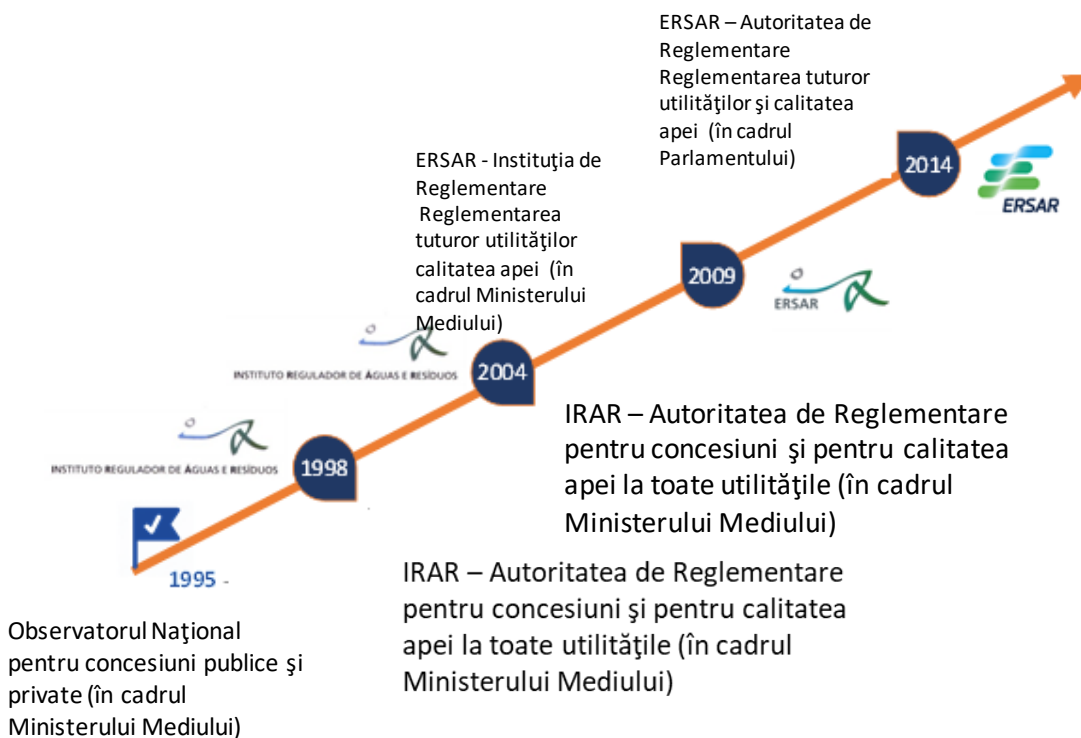 ERSAR – Autoritatea de
Reglementare
Reglementarea tuturor
utilităţilor şi calitatea
apei (în cadrul
Parlamentului)
2014
ERSAR
ERSAR - Instituţia de
Reglementare
Reglementarea
tuturor utilităţilor
calitatea apei (în
cadrul Ministerului
Mediului)
2009
ERSAR
INSTITUTO REGULADOR DE ÁGUAS E RESÍDUOS
2004
IRAR – Autoritatea de Reglementare
pentru concesiuni şi pentru calitatea
apei la toate utilităţile (în cadrul
Ministerului Mediului)
INSTITUTO REGULADOR DE ÁGUAS E RESÍDUOS
1998
IRAR – Autoritatea de Reglementare
pentru concesiuni şi pentru calitatea
apei la toate utilităţile (în cadrul
Ministerului Mediului)
1995 -
Observatorul Naţional
pentru concesiuni publice şi
private (în cadrul
Ministerului Mediului)